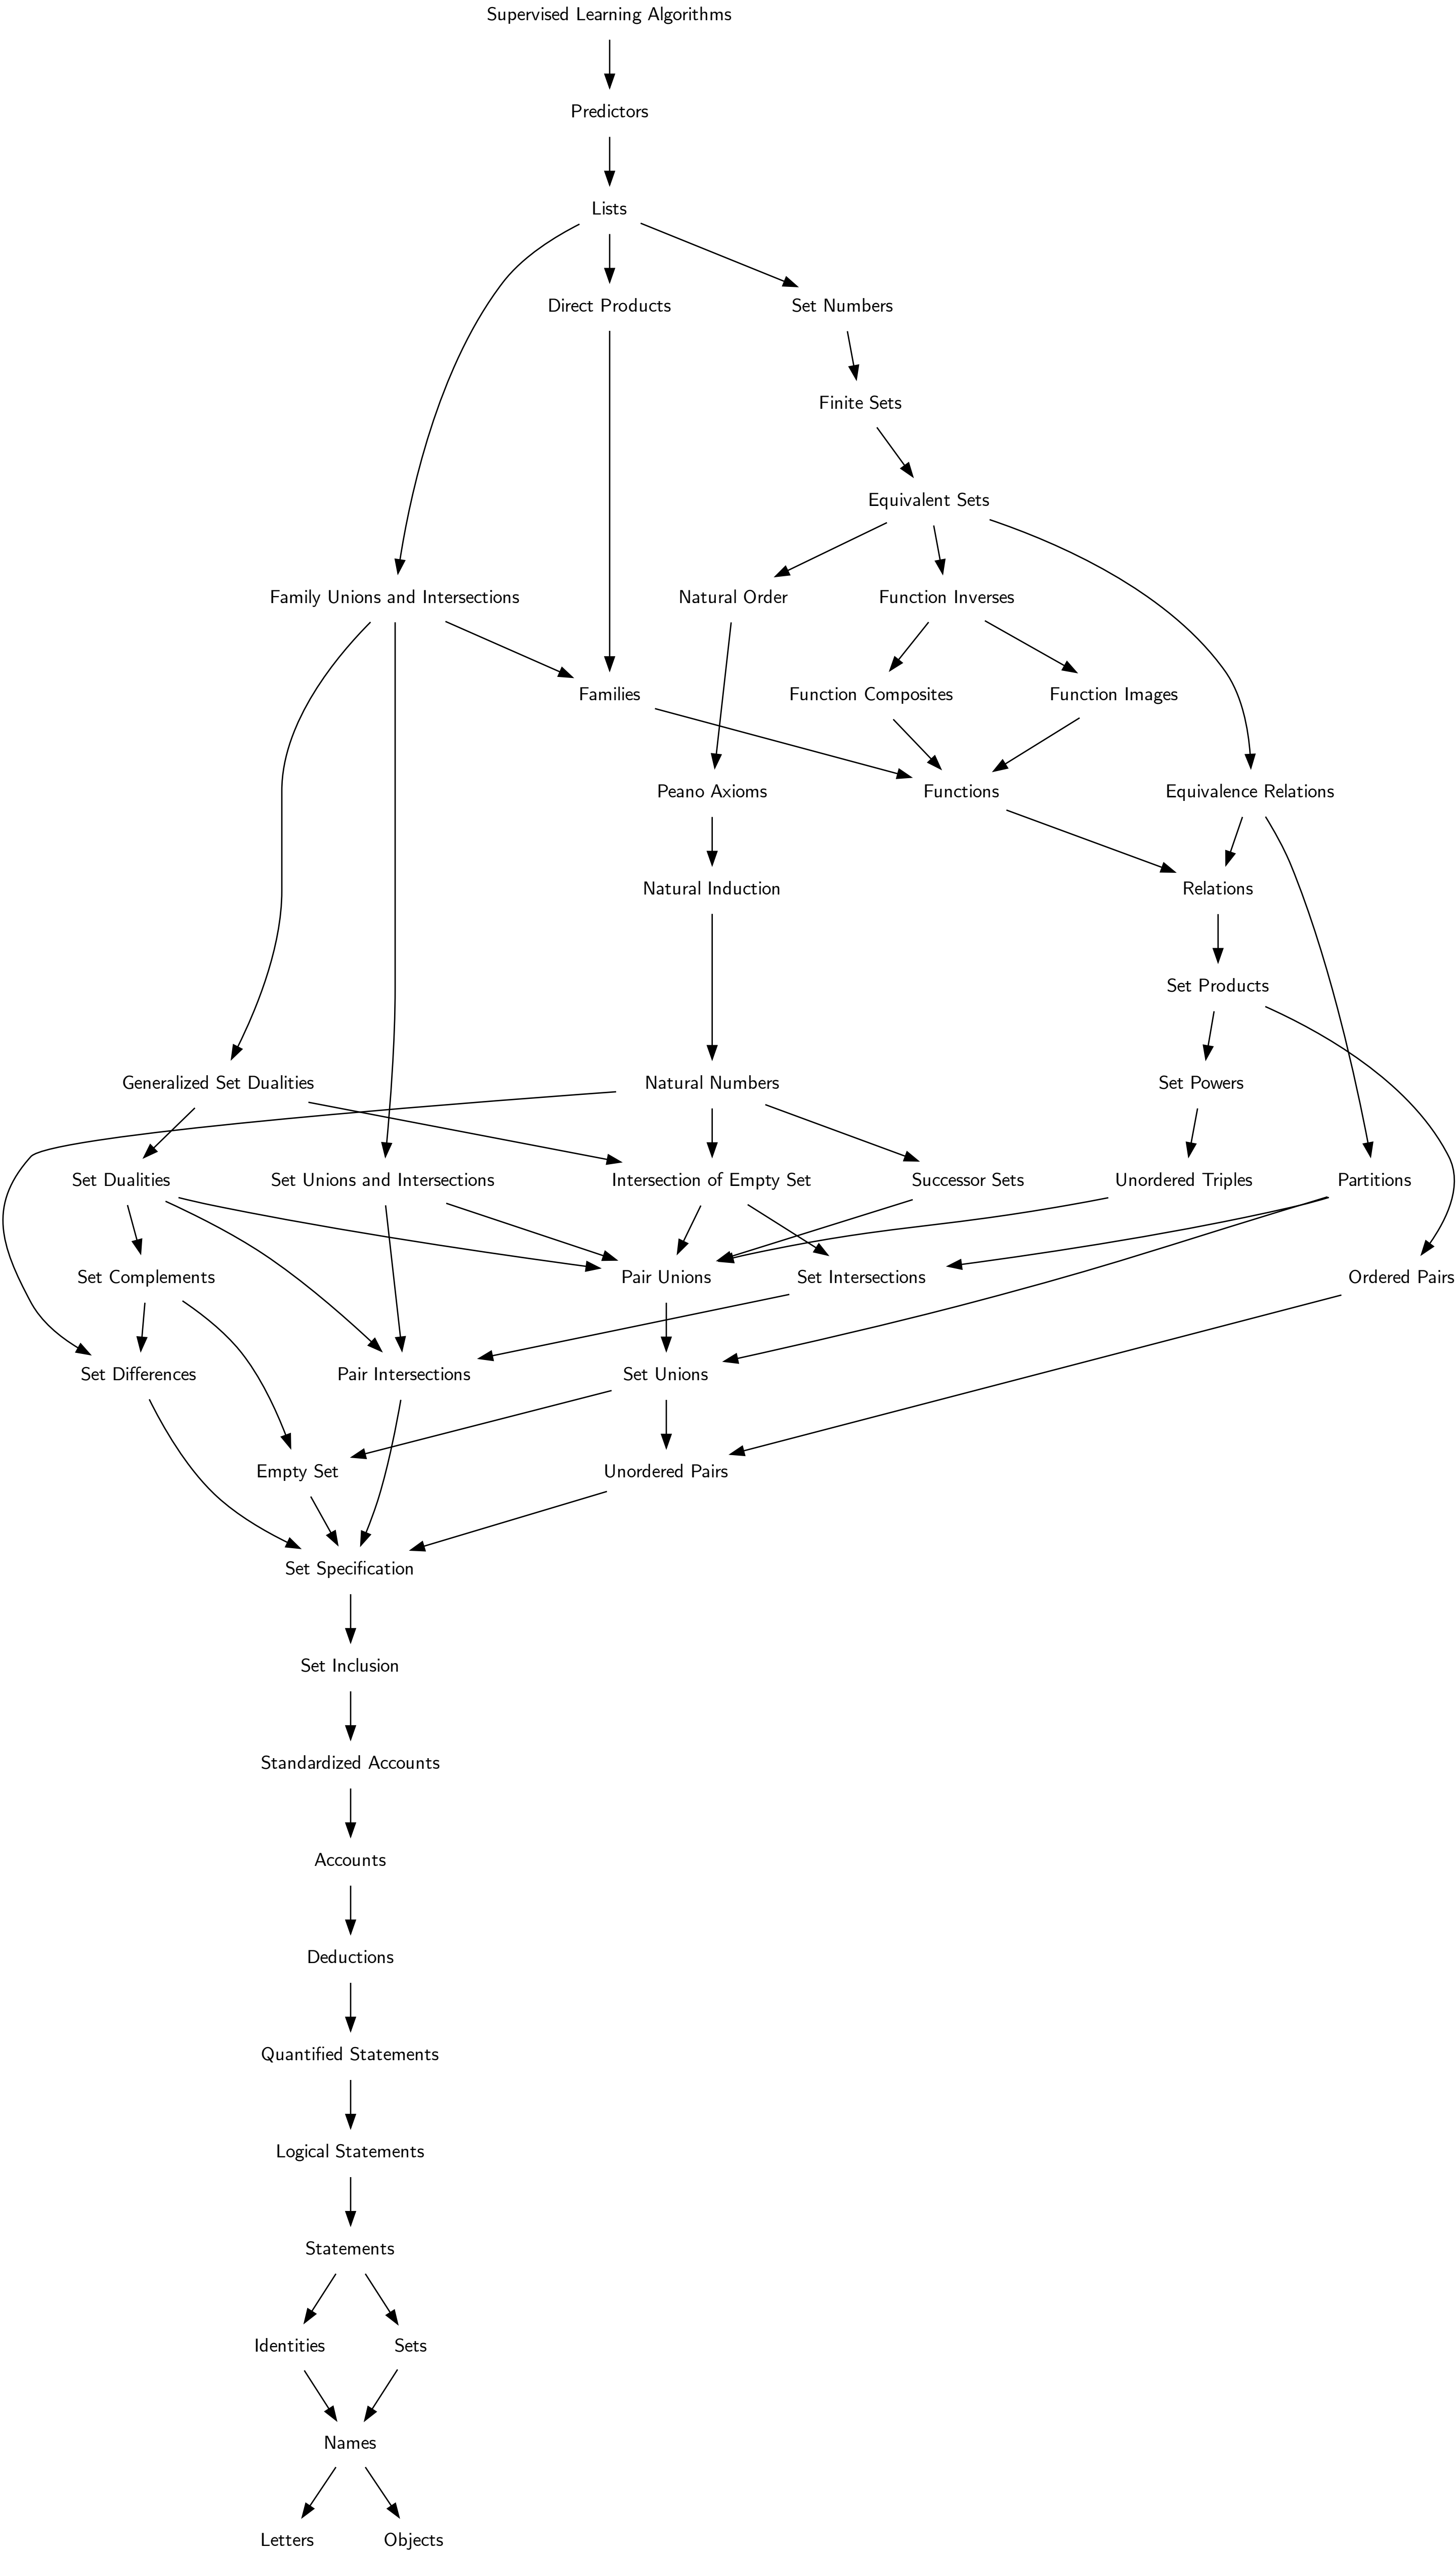 Supervised Learning Algorithms
Predictors
Lists
Direct Products
Set Numbers
Finite Sets
Equivalent Sets
Family Unions and Intersections
Natural Order
Function Inverses
Families
Function Composites
Function Images
Peano Axioms
Functions
Equivalence Relations
Natural Induction
Relations
Set Products
Generalized Set Dualities
Natural Numbers
Set Powers
Set Dualities
Set Unions and Intersections
Intersection of Empty Set
Successor Sets
Unordered Triples
Partitions
Set Complements
Pair Unions
Set Intersections
Ordered Pairs
Set Differences
Pair Intersections
Set Unions
Empty Set
Unordered Pairs
Set Specification
Set Inclusion
Standardized Accounts
Accounts
Deductions
Quantified Statements
Logical Statements
Statements
Identities
Sets
Names
Letters
Objects